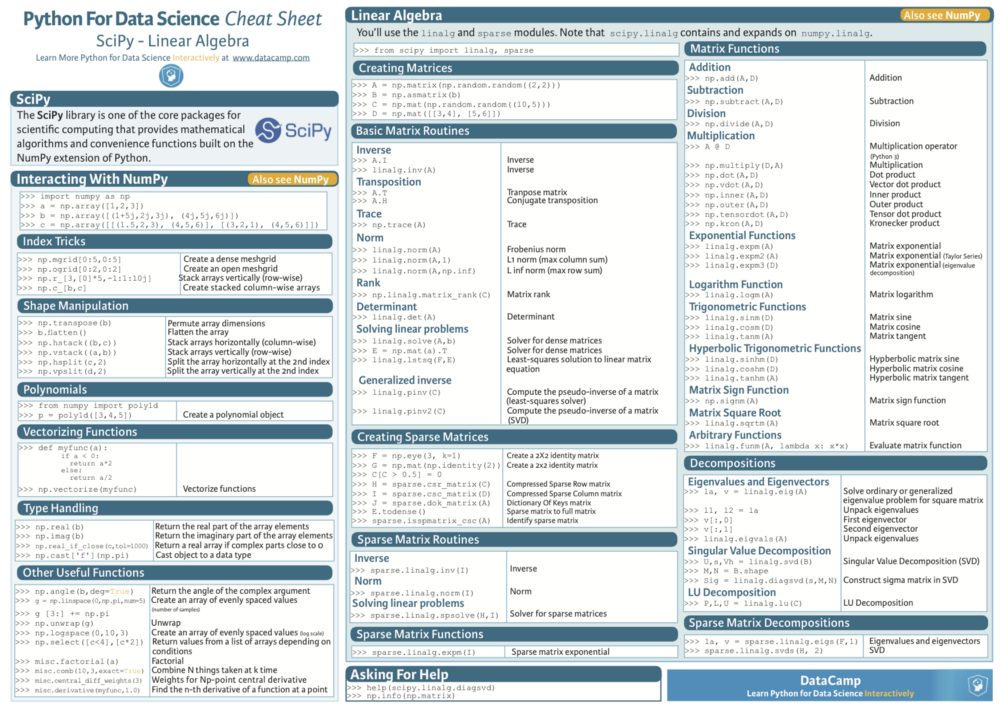 Python For Data Science Cheat Sheet
SciPy - Linear Algebra
Learn More Python for Data Science Interactively at www.datacamp.com
SciPy
The SciPy library is one of the core packages for
scientific computing that provides mathematical
algorithms and convenience functions built on the
NumPy extension of Python.
SciPy
Interacting With NumPy
Also see NumPy
>>> import numpy as np
>>> a = np.array([1,2,3])
>>> b = np.array([(1+5j,2j,3j), (4j,5j,6j)])
>>> c = np.array([[(1.5,2,3), (4,5,6)], [(3,2,1), (4,5,6)]])
Index Tricks
>>> np.mgrid[0:5,0:5] Create a dense meshgrid
>>> np.ogrid[0:2,0:2] Create an open meshgrid
>>> np.r_[3,[0]*5,-1:1:10j] Stack arrays vertically (row-wise)
>>> np.c_[b,c] Create stacked column-wise arrays
Shape Manipulation
>>> np.transpose(b) Permute array dimensions
>>> b.flatten() Flatten the array
>>> np.hstack((b,c)) Stack arrays horizontally (column-wise)
>>> np.vstack((a,b)) Stack arrays vertically (row-wise)
>>> np.hsplit(c,2) Split the array horizontally at the 2nd index
>>> np.vpslit(d,2) Split the array vertically at the 2nd index
Polynomials
>>> from numpy import poly1d
>>> p = poly1d([3,4,5]) Create a polynomial object
Vectorizing Functions
>>> def myfunc(a):
if a < 0:
return a*2
else:
return a/2
>>> np.vectorize(myfunc) Vectorize functions
Type Handling
>>> np.real(b) Return the real part of the array elements
>>> np.imag(b) Return the imaginary part of the array elements
>>> np.real_if_close(c,tol=1000) Return a real array if complex parts close to 0
>>> np.cast['f'](np.pi) Cast object to a data type
Other Useful Functions
>>> np.angle(b,deg=True) Return the angle of the complex argument
>>> g = np.linspace(0,np.pi,num=5) Create an array of evenly spaced values
(number of samples)
>>> g [3:] += np.pi
>>> np.unwrap(g) Unwrap
>>> np.logspace(0,10,3) Create an array of evenly spaced values (log scale)
>>> np.select([c<4],[c*2]) Return values from a list of arrays depending on
conditions
>>> misc.factorial(a) Factorial
>>> misc.comb(10,3,exact=True) Combine N things taken at k time
>>> misc.central_diff_weights(3) Weights for Np-point central derivative
>>> misc.derivative(myfunc,1.0) Find the n-th derivative of a function at a point
Linear Algebra
Also see NumPy
You'll use the linalg and sparse modules. Note that scipy.linalg contains and expands on numpy.linalg.
>>> from scipy import linalg, sparse
Creating Matrices
>>> A = np.matrix(np.random.random((2,2)))
>>> B = np.asmatrix(b)
>>> C = np.mat(np.random.random((10,5)))
>>> D = np.mat([[3,4], [5,6]])
Basic Matrix Routines
Inverse
>>> A.I Inverse
>>> linalg.inv(A) Inverse
Transposition
>>> A.T Tranpose matrix
>>> A.H Conjugate transposition
Trace
>>> np.trace(A) Trace
Norm
>>> linalg.norm(A) Frobenius norm
>>> linalg.norm(A,1) L1 norm (max column sum)
>>> linalg.norm(A,np.inf) L inf norm (max row sum)
Rank
>>> np.linalg.matrix_rank(C) Matrix rank
Determinant
>>> linalg.det(A) Determinant
Solving linear problems
>>> linalg.solve(A,b) Solver for dense matrices
>>> E = np.mat(a).T Solver for dense matrices
>>> linalg.lstsq(F,E) Least-squares solution to linear matrix
equation
Generalized inverse
>>> linalg.pinv(C) Compute the pseudo-inverse of a matrix
(least-squares solver)
>>> linalg.pinv2(C) Compute the pseudo-inverse of a matrix
(SVD)
Creating Sparse Matrices
>>> F = np.eye(3, k=1) Create a 2X2 identity matrix
>>> G = np.mat(np.identity(2)) Create a 2x2 identity matrix
>>> C[C > 0.5] = 0
>>> H = sparse.csr_matrix(C) Compressed Sparse Row matrix
>>> I = sparse.csc_matrix(D) Compressed Sparse Column matrix
>>> J = sparse.dok_matrix(A) Dictionary Of Keys matrix
>>> E.todense() Sparse matrix to full matrix
>>> sparse.isspmatrix_csc(A) Identify sparse matrix
Sparse Matrix Routines
Inverse
>>> sparse.linalg.inv(I) Inverse
Norm
>>> sparse.linalg.norm(I) Norm
Solving linear problems
>>> sparse.linalg.spsolve(H,I) Solver for sparse matrices
Sparse Matrix Functions
>>> sparse.linalg.expm(I) Sparse matrix exponential
Asking For Help
>>> help(scipy.linalg.diagsvd)
>>> np.info(np.matrix)
Matrix Functions
Addition
>>> np.add(A,D) Addition
Subtraction
>>> np.subtract(A,D) Subtraction
Division
>>> np.divide(A,D) Division
Multiplication
>>> A @ D Multiplication operator
(Python 3)
>>> np.multiply(D,A) Multiplication
>>> np.dot(A,D) Dot product
>>> np.vdot(A,D) Vector dot product
>>> np.inner(A,D) Inner product
>>> np.outer(A,D) Outer product
>>> np.tensordot(A,D) Tensor dot product
>>> np.kron(A,D) Kronecker product
Exponential Functions
>>> linalg.expm(A) Matrix exponential
>>> linalg.expm2(A) Matrix exponential (Taylor Series)
>>> linalg.expm3(D) Matrix exponential (eigenvalue
decomposition)
Logarithm Function
>>> linalg.logm(A) Matrix logarithm
Trigonometric Functions
>>> linalg.sinm(D) Matrix sine
>>> linalg.cosm(D) Matrix cosine
>>> linalg.tanm(A) Matrix tangent
Hyperbolic Trigonometric Functions
>>> linalg.sinhm(D) Hypberbolic matrix sine
>>> linalg.coshm(D) Hyperbolic matrix cosine
>>> linalg.tanhm(A) Hyperbolic matrix tangent
Matrix Sign Function
>>> np.signm(A) Matrix sign function
Matrix Square Root
>>> linalg.sqrtm(A) Matrix square root
Arbitrary Functions
>>> linalg.funm(A, lambda x: x*x) Evaluate matrix function
Decompositions
Eigenvalues and Eigenvectors
>>> la, v = linalg.eig(A) Solve ordinary or generalized
eigenvalue problem for square matrix
>>> l1, l2 = la Unpack eigenvalues
>>> v[:,0] First eigenvector
>>> v[:,1] Second eigenvector
>>> linalg.eigvals(A) Unpack eigenvalues
Singular Value Decomposition
>>> U,s,Vh = linalg.svd(B) Singular Value Decomposition (SVD)
>>> M,N = B.shape
>>> Sig = linalg.diagsvd(s,M,N) Construct sigma matrix in SVD
LU Decomposition
>>> P,L,U = linalg.lu(C) LU Decomposition
Sparse Matrix Decompositions
>>> la, v = sparse.linalg.eigs(F,1) Eigenvalues and eigenvectors
>>> sparse.linalg.svds(H, 2) SVD
DataCamp
Learn Python for Data Science Interactively